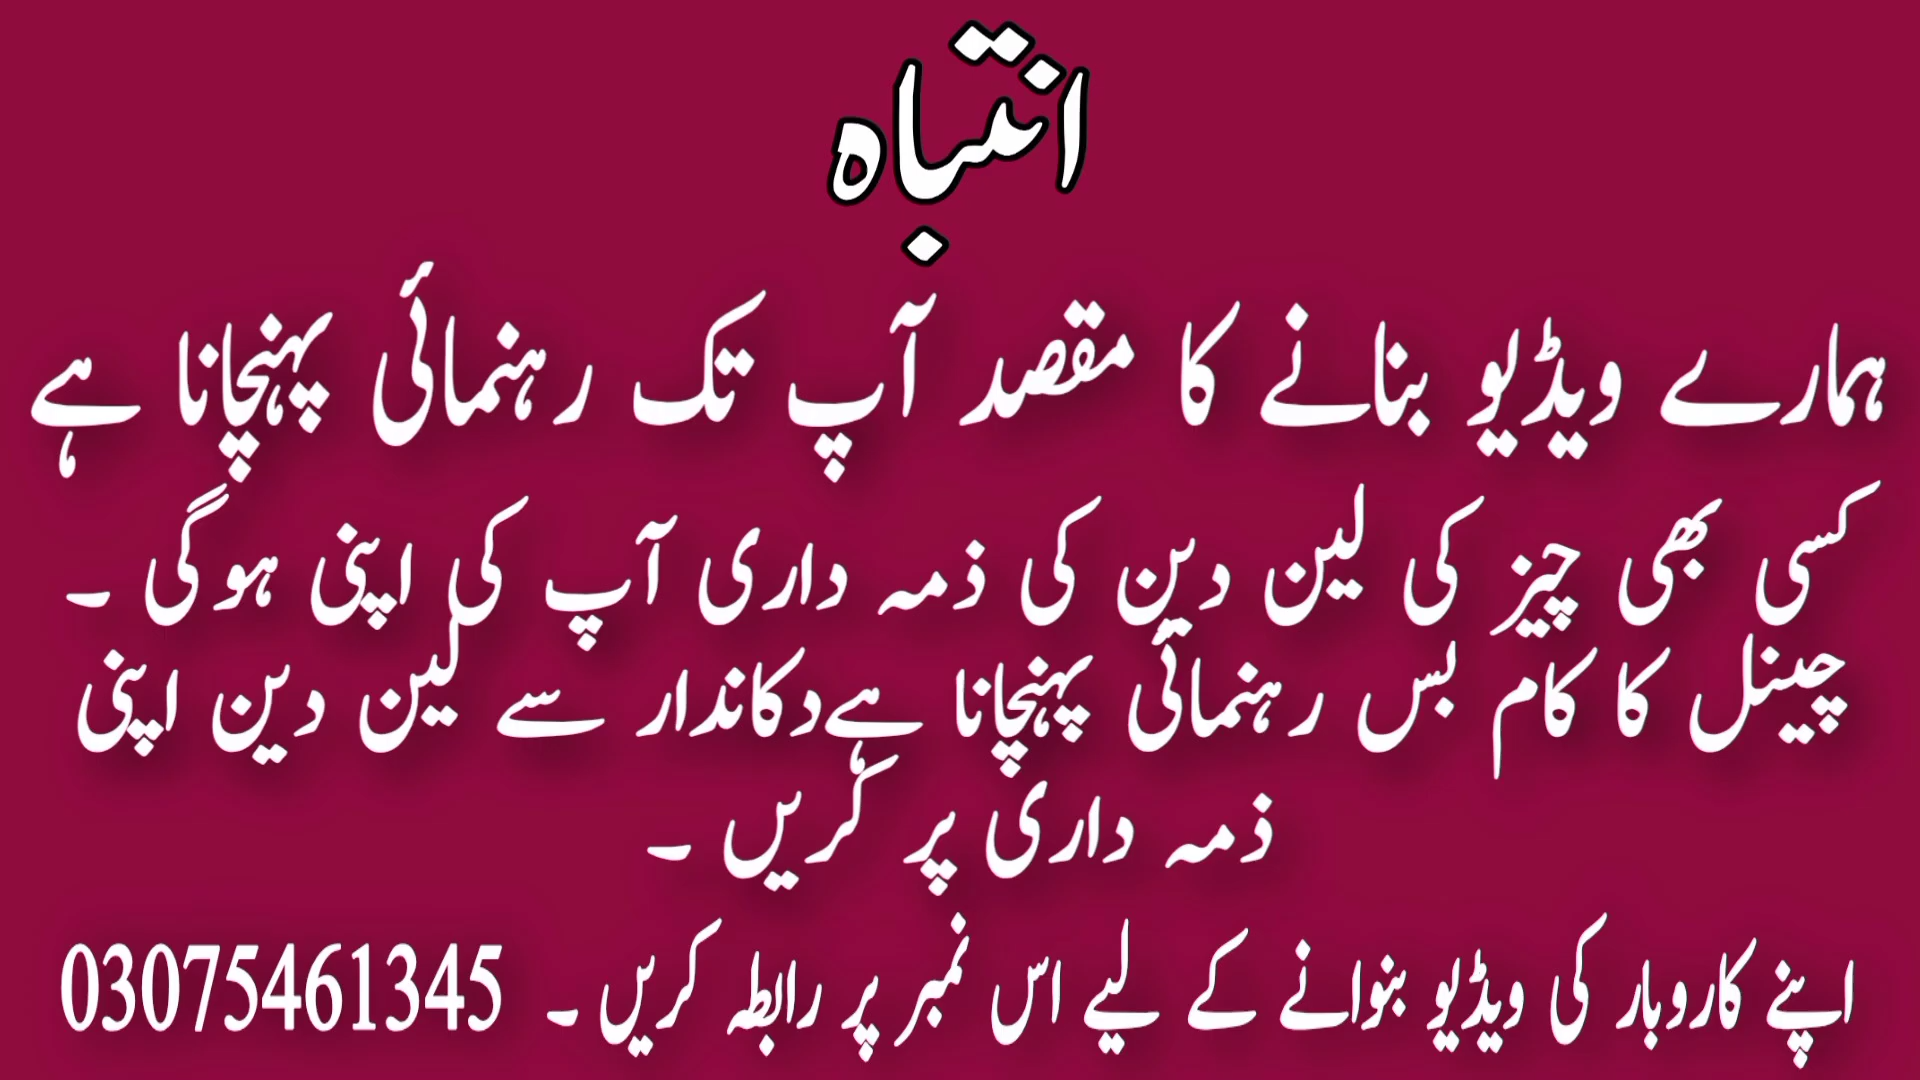 انتباہ
ہمارے ویڈیو بنانے کا مقصد آپ تک رہنمائی پہنچانا ہے
کسی بھی چیز کی لین دین کی ذمہ داری آپ کی اپنی ہوگی ۔
چینل کا کام بس رہنمائی پہنچانا ہےدکاندار سے لین دین اپنی
ذمہ داری پر کریں ۔
اپنے کاروبار کی ویڈیو بنوانے کے لیے اس نمبر پر رابطہ کریں ۔ 03075461345